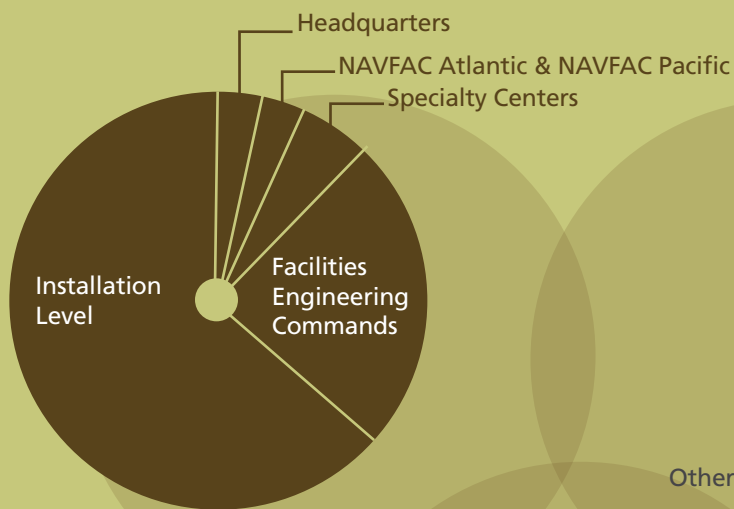 Headquarters
NAVFAC Atlantic & NAVFAC Pacific
Specialty Centers
Installation
Level
Facilities
Engineering
Commands
Other